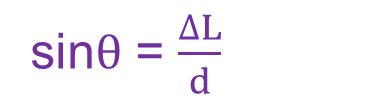 sinθ = ΔL/d